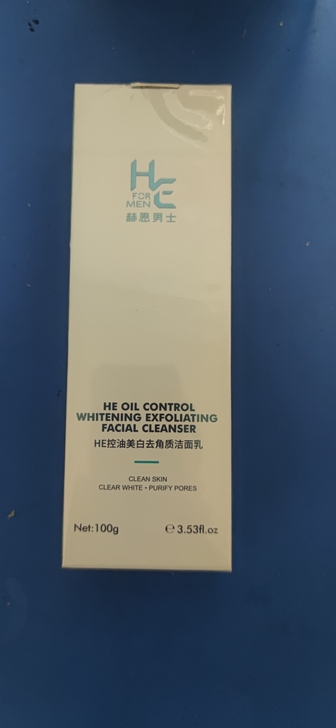 HE
FOR
MEN
赫恩男士
HE OIL CONTROL
WHITENING EXFOLIATING
FACIAL CLEANSER
HE控油美白去角质洁面乳
CLEAN SKIN
CLEAR WHITE • PURIFY PORES
Net:100g ℮ 3.53fl.oz